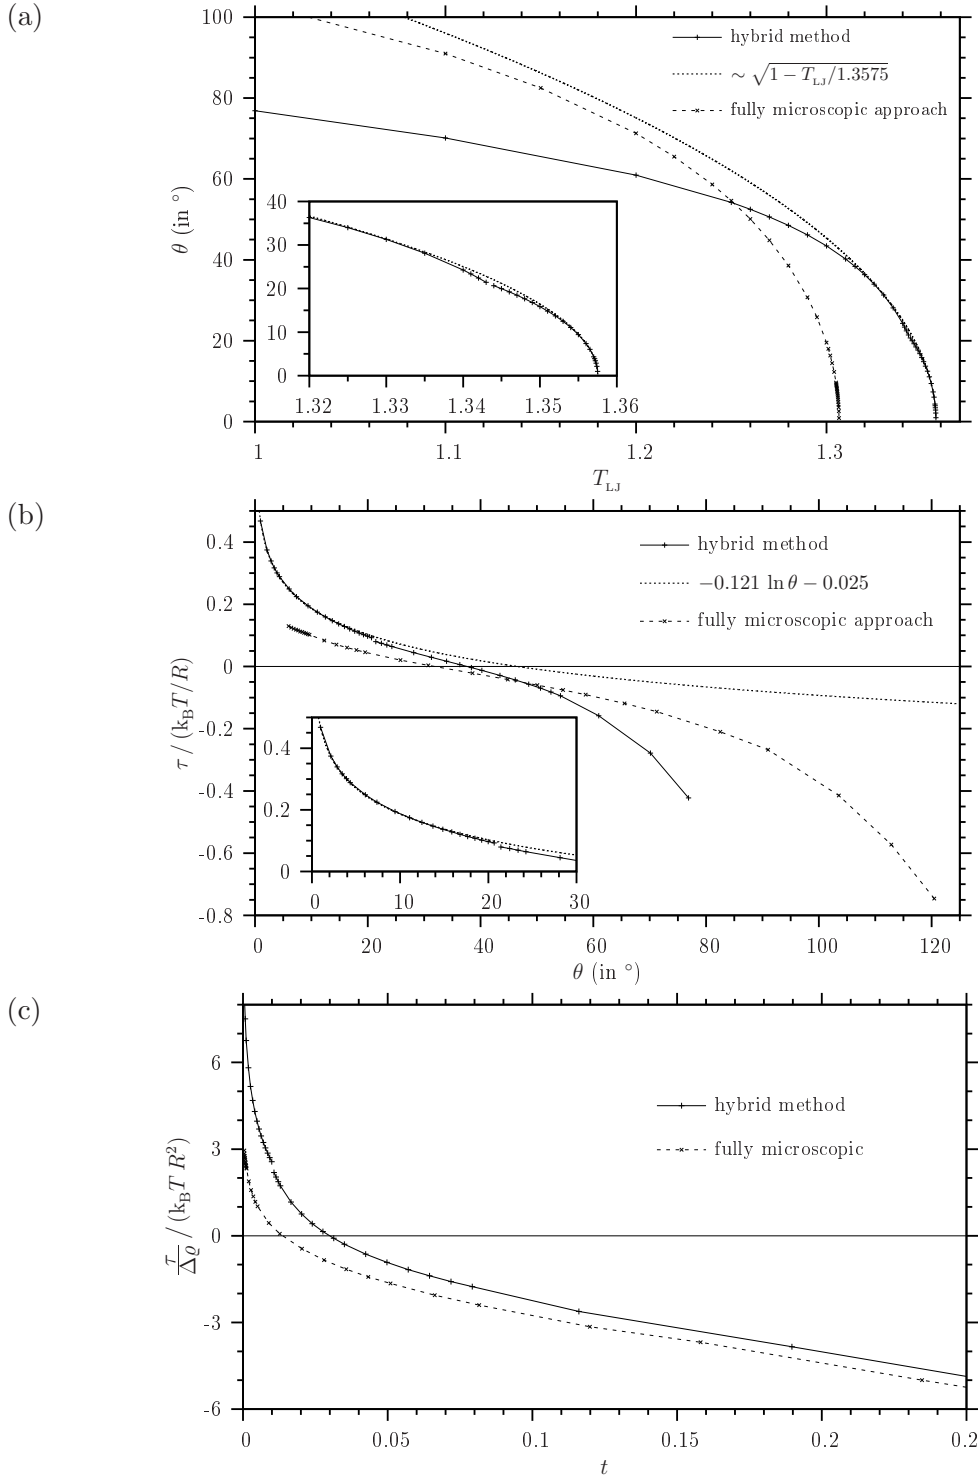 (a)
100
80
60
40
20
0
θ (in °)
hybrid method
∼ √1 − T_LJ/1.3575
fully microscopic approach
40
30
20
10
0
1.32 1.33 1.34 1.35 1.36
1 1.1 1.2 1.3
T_LJ
(b)
0.4
0.2
0
-0.2
-0.4
-0.6
-0.8
τ / (k_B T/R)
hybrid method
−0.121 ln θ − 0.025
fully microscopic approach
0.4
0.2
0
0 10 20 30
0 20 40 60 80 100 120
θ (in °)
(c)
6
3
0
-3
-6
τ/Δϱ / (k_B T R²)
hybrid method
fully microscopic
0 0.05 0.1 0.15 0.2 0.2
t